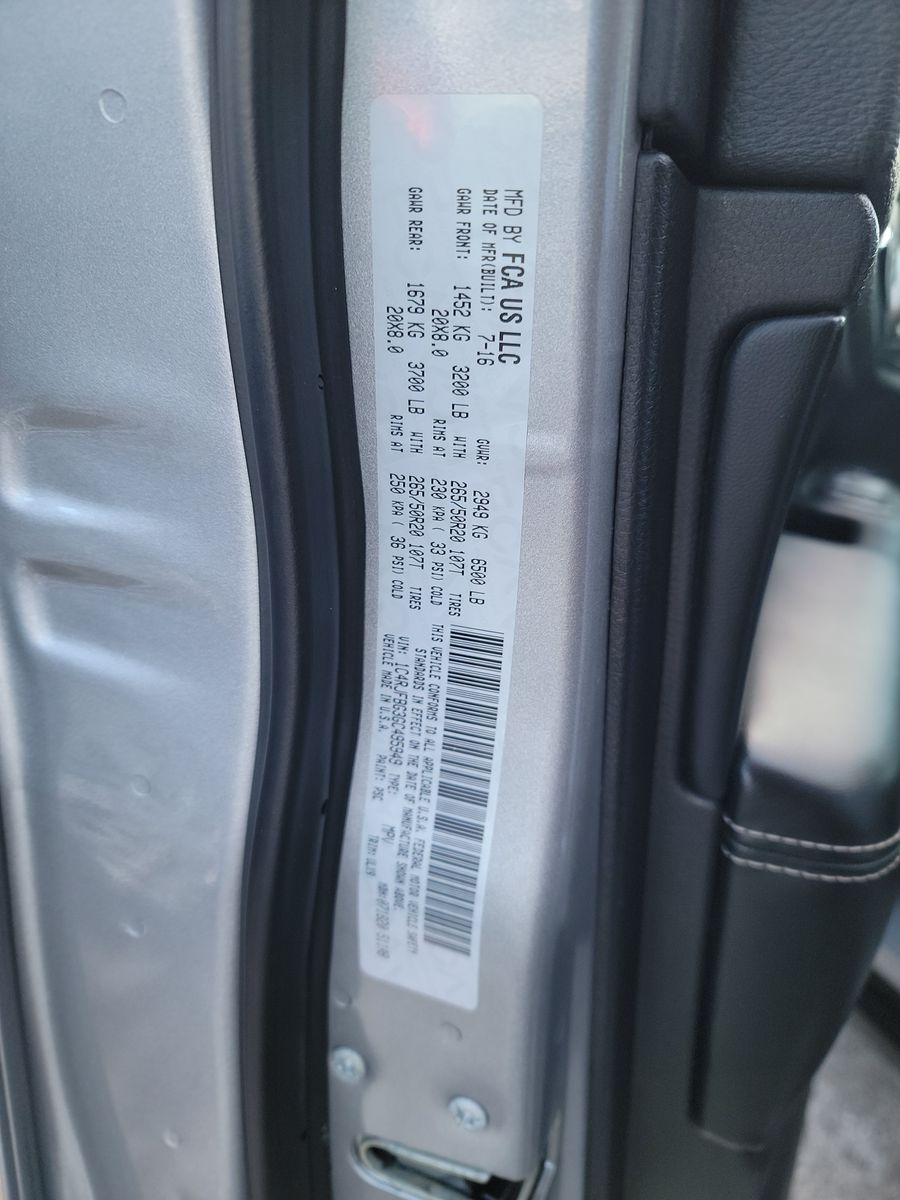 MFD BY FCA US LLC
DATE OF MFR(BUILT): 7-16 GVWR: 2949 KG 6500 LB
GAWR FRONT: 1452 KG 3200 LB WITH 265/50R20 107T TIRES
20X8.0 RIMS AT 230 KPA ( 33 PSI) COLD
GAWR REAR: 1679 KG 3700 LB WITH 265/50R20 107T TIRES
20X8.0 RIMS AT 250 KPA ( 36 PSI) COLD
THIS VEHICLE CONFORMS TO ALL APPLICABLE U.S.A. FEDERAL MOTOR VEHICLE SAFETY
STANDARDS IN EFFECT ON THE DATE OF MANUFACTURE SHOWN ABOVE.
VIN: 1C4RJFBG3GC495949 TYPE: MPV
VEHICLE MADE IN U.S.A. PAINT: PSC